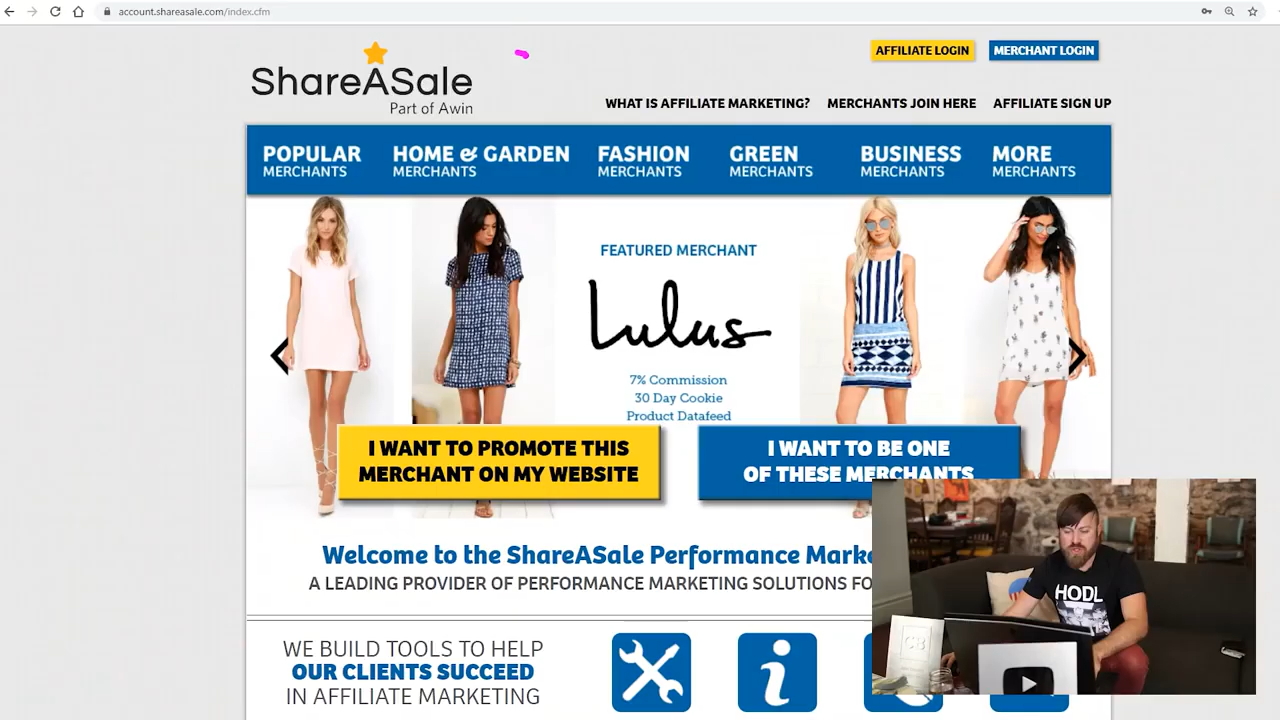 account.shareasale.com/index.cfm
AFFILIATE LOGIN
MERCHANT LOGIN
ShareASale
Part of Awin
WHAT IS AFFILIATE MARKETING?
MERCHANTS JOIN HERE
AFFILIATE SIGN UP
POPULAR
MERCHANTS
HOME & GARDEN
MERCHANTS
FASHION
MERCHANTS
GREEN
MERCHANTS
BUSINESS
MERCHANTS
MORE
MERCHANTS
FEATURED MERCHANT
Lulus
7% Commission
30 Day Cookie
Product Datafeed
I WANT TO PROMOTE THIS
MERCHANT ON MY WEBSITE
I WANT TO BE ONE
OF THESE MERCHANTS
Welcome to the ShareASale Performance Marke
A LEADING PROVIDER OF PERFORMANCE MARKETING SOLUTIONS FO
WE BUILD TOOLS TO HELP
OUR CLIENTS SUCCEED
IN AFFILIATE MARKETING
i
HODL
CB